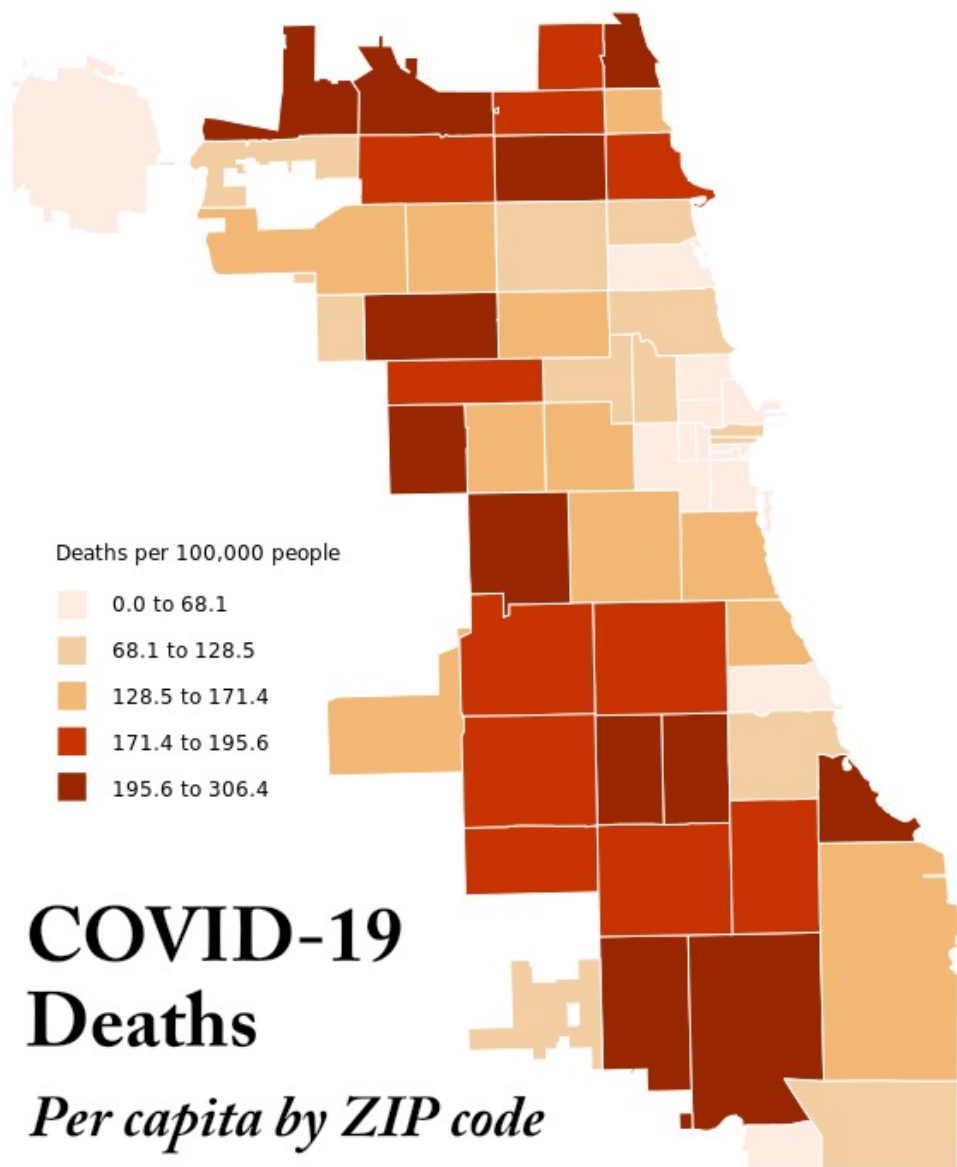 Deaths per 100,000 people
0.0 to 68.1
68.1 to 128.5
128.5 to 171.4
171.4 to 195.6
195.6 to 306.4
COVID-19
Deaths
Per capita by ZIP code